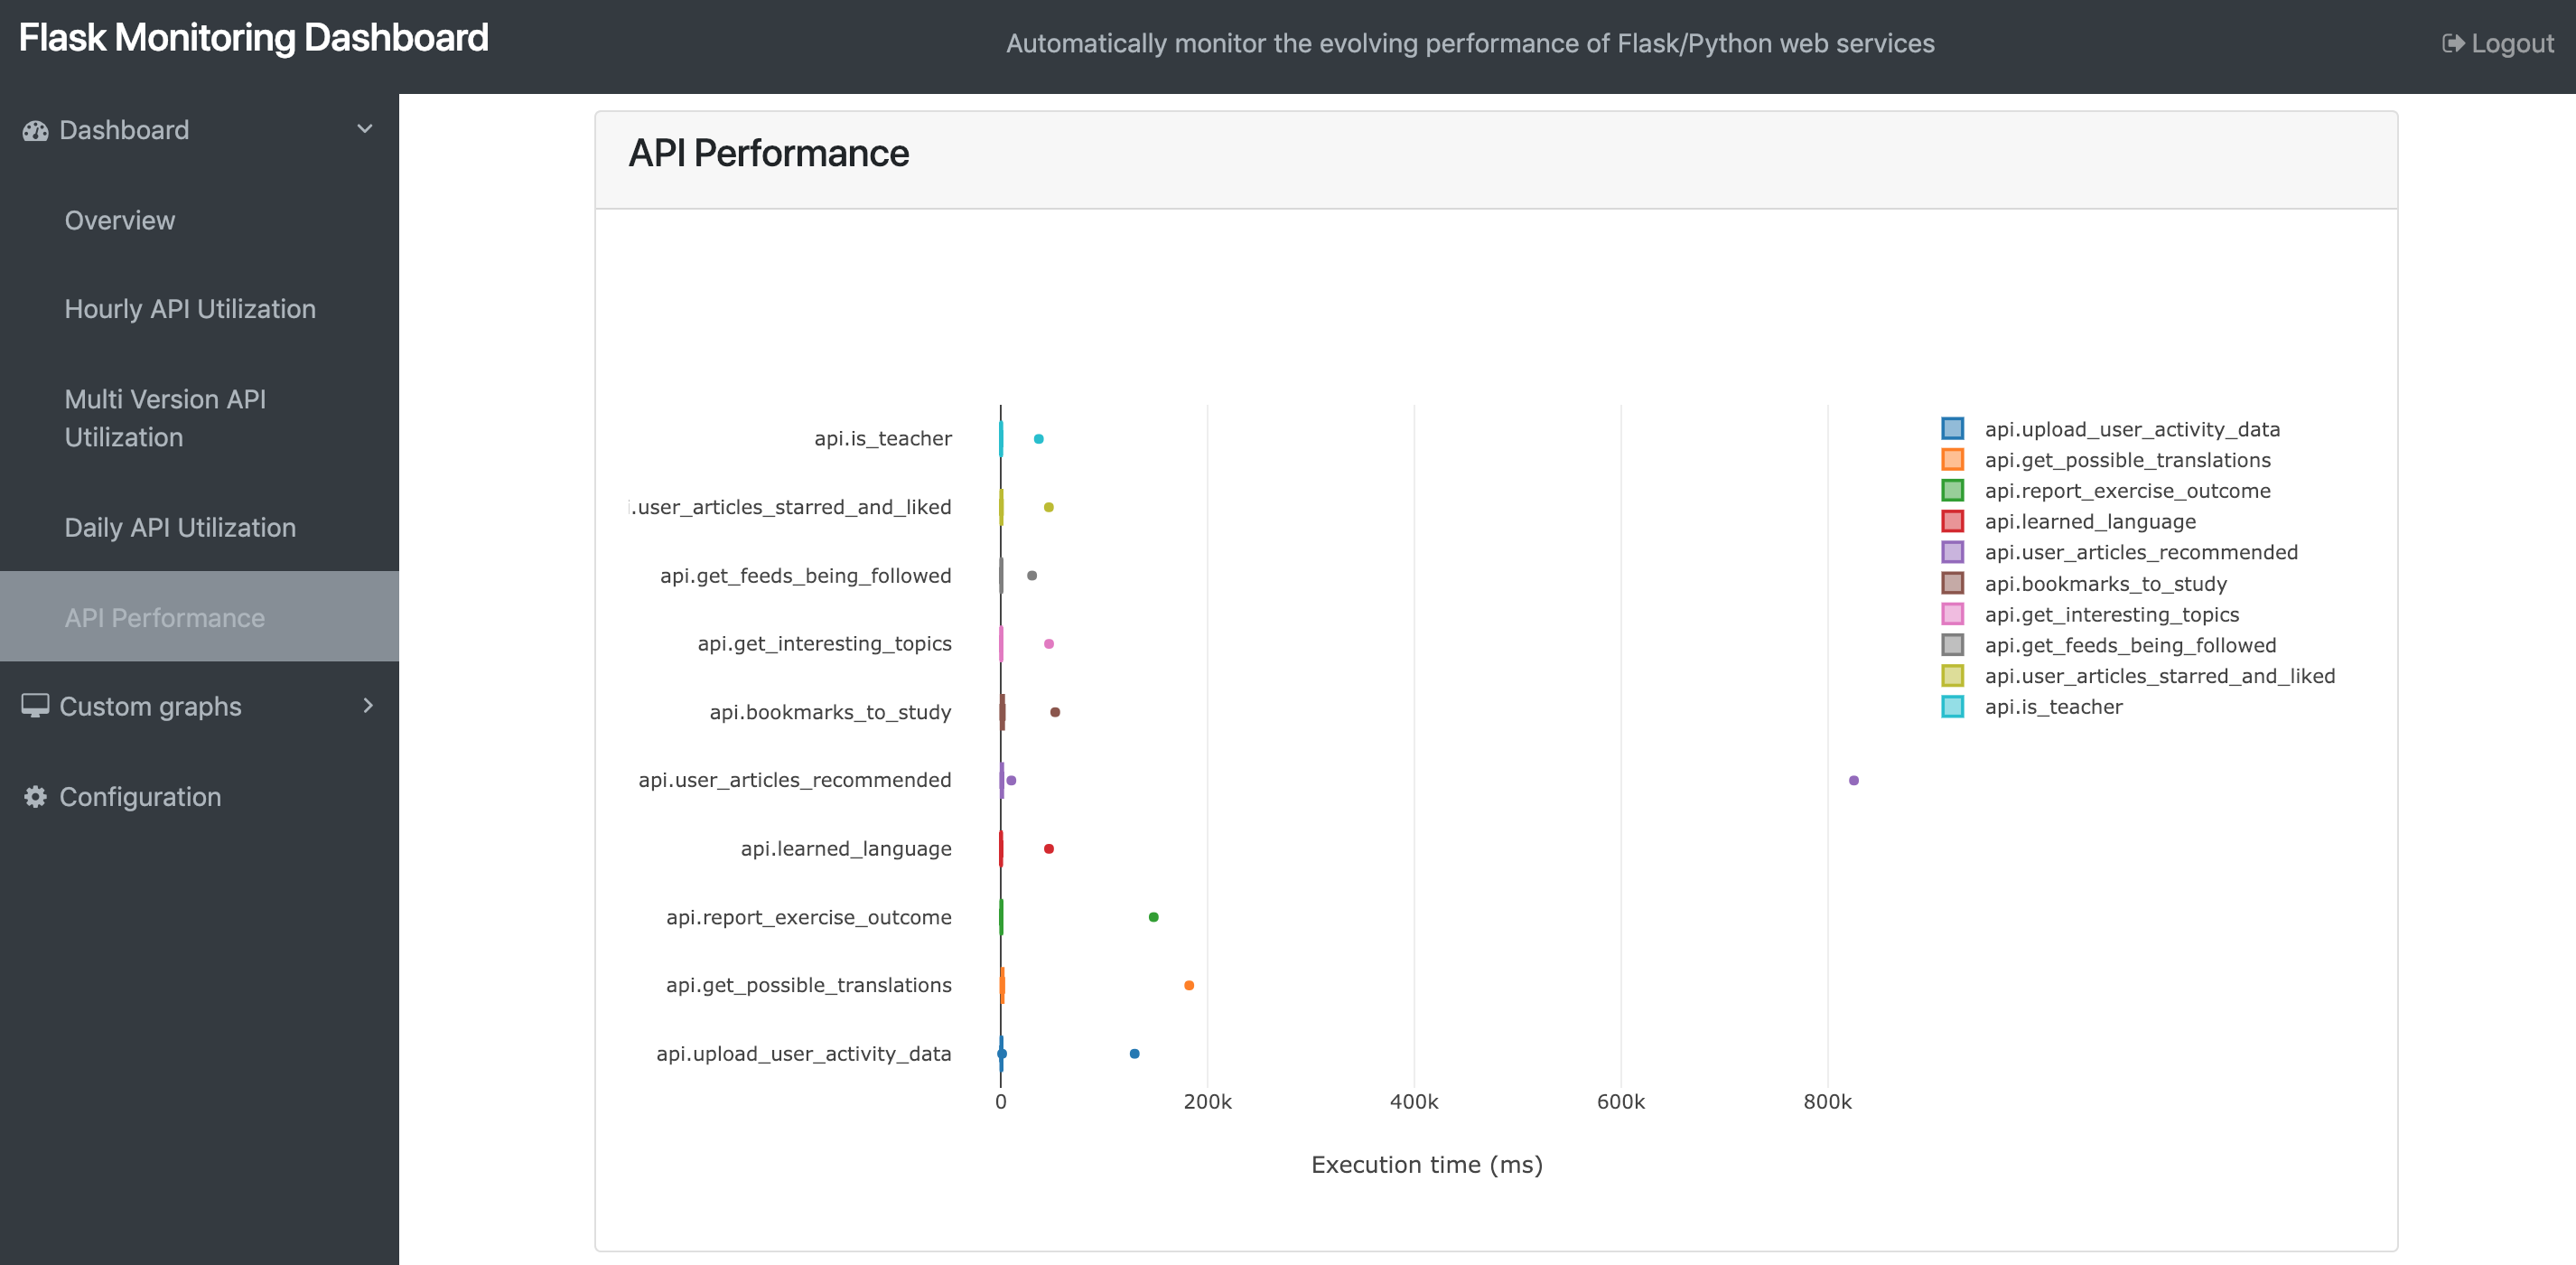 Flask Monitoring Dashboard
Automatically monitor the evolving performance of Flask/Python web services
Logout
Dashboard
Overview
Hourly API Utilization
Multi Version API
Utilization
Daily API Utilization
API Performance
Custom graphs
Configuration
API Performance
api.is_teacher
.user_articles_starred_and_liked
api.get_feeds_being_followed
api.get_interesting_topics
api.bookmarks_to_study
api.user_articles_recommended
api.learned_language
api.report_exercise_outcome
api.get_possible_translations
api.upload_user_activity_data
0 200k 400k 600k 800k
Execution time (ms)
api.upload_user_activity_data
api.get_possible_translations
api.report_exercise_outcome
api.learned_language
api.user_articles_recommended
api.bookmarks_to_study
api.get_interesting_topics
api.get_feeds_being_followed
api.user_articles_starred_and_liked
api.is_teacher